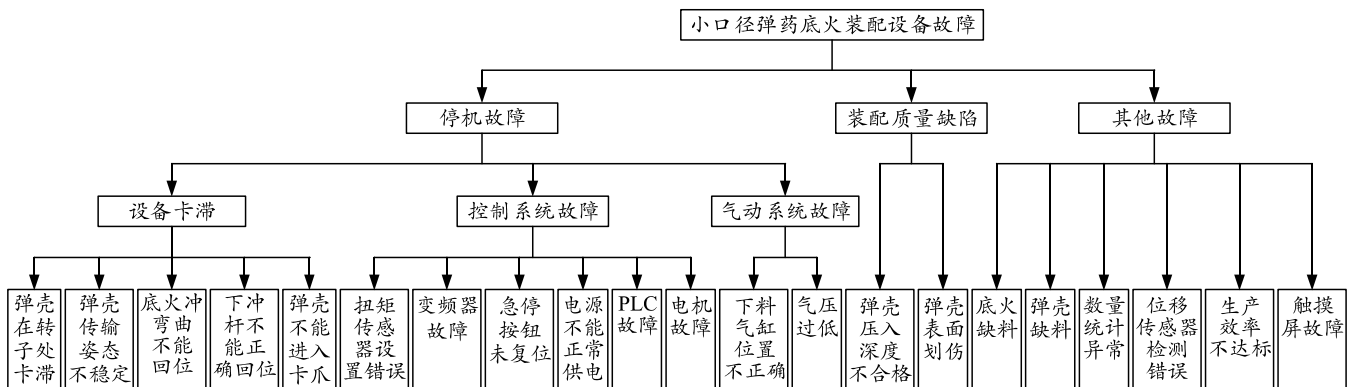 小口径弹药底火装配设备故障
停机故障
装配质量缺陷
其他故障
设备卡滞
控制系统故障
气动系统故障
弹壳
在转
子处
卡滞
弹壳
传输
姿态
不稳定
底火冲
弯曲
不能
回位
下冲
杆不
能正
确回位
弹壳
不能
进入
卡爪
扭矩
传感
器设
置错误
变频器
故障
急停
按钮
未复位
电源
不能
正常
供电
PLC
故障
电机
故障
下料
气缸
位置
不正确
气压
过低
弹壳
压入
深度
不合格
弹壳
表面
划伤
底火
缺料
弹壳
缺料
数量
统计
异常
位移
传感器
检测
错误
生产
效率
不达标
触摸
屏故障